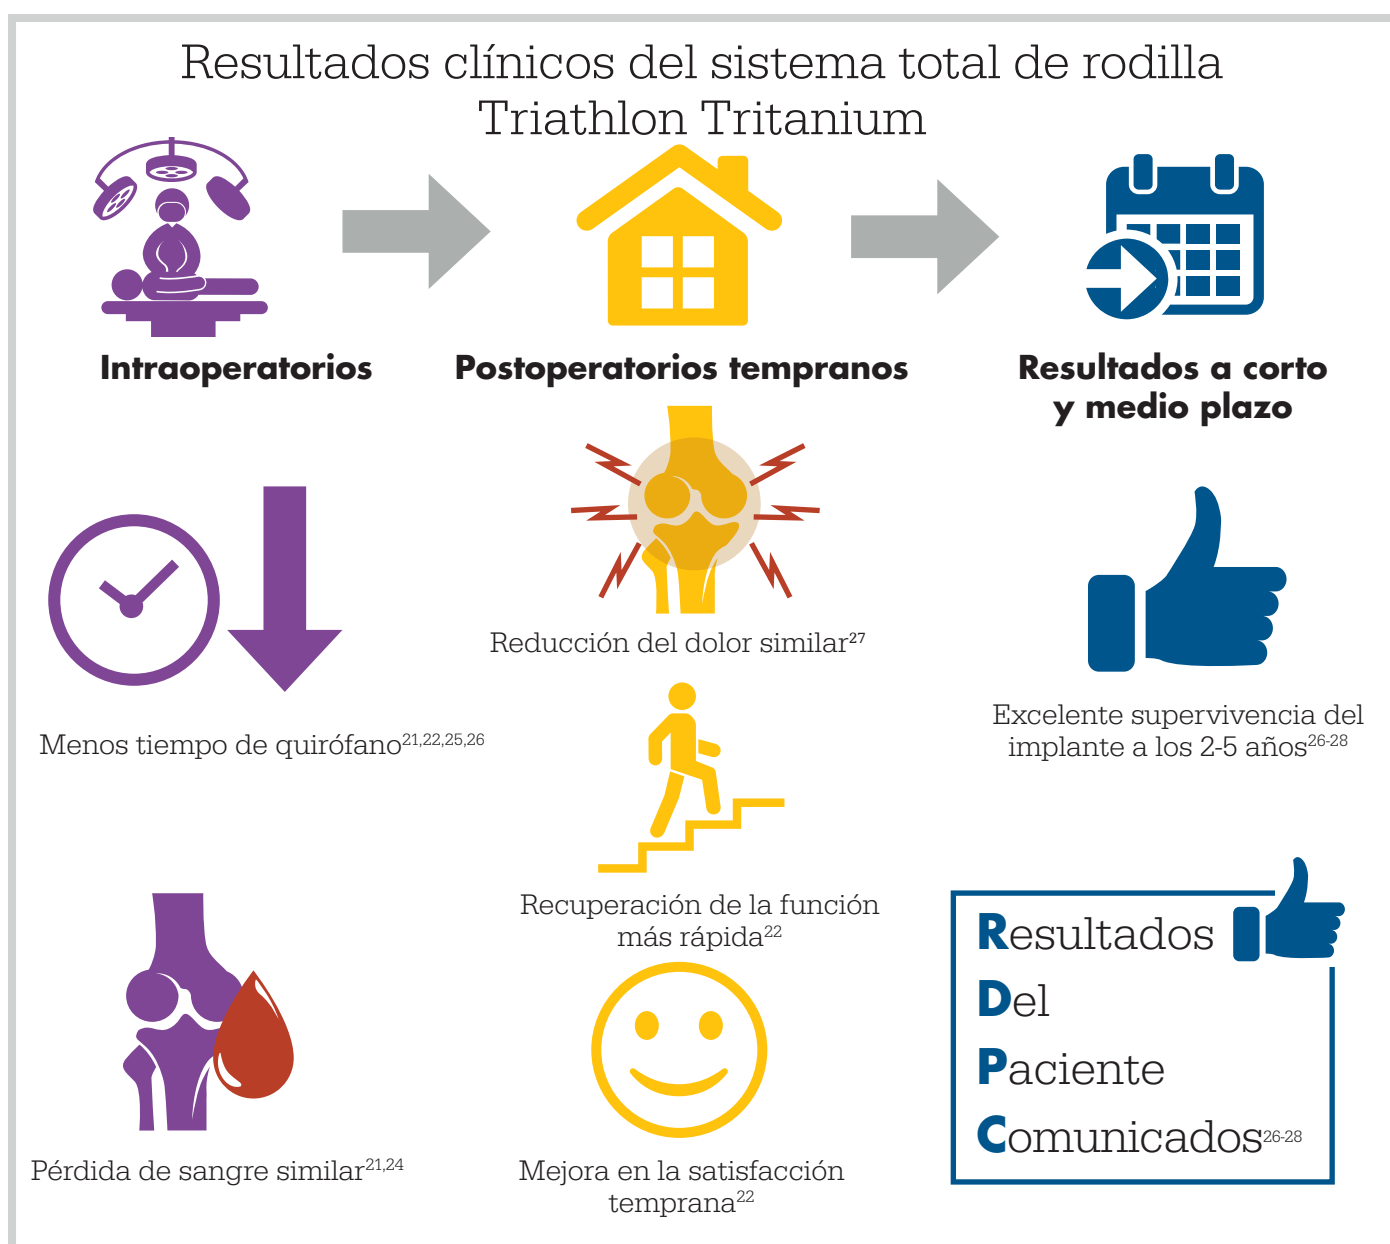 Resultados clínicos del sistema total de rodilla
Triathlon Tritanium
Intraoperatorios
Menos tiempo de quirófano21,22,25,26
Pérdida de sangre similar21,24
Postoperatorios tempranos
Reducción del dolor similar27
Recuperación de la función
más rápida22
Mejora en la satisfacción
temprana22
Resultados a corto
y medio plazo
Excelente supervivencia del
implante a los 2-5 años26-28
Resultados
Del
Paciente
Comunicados26-28